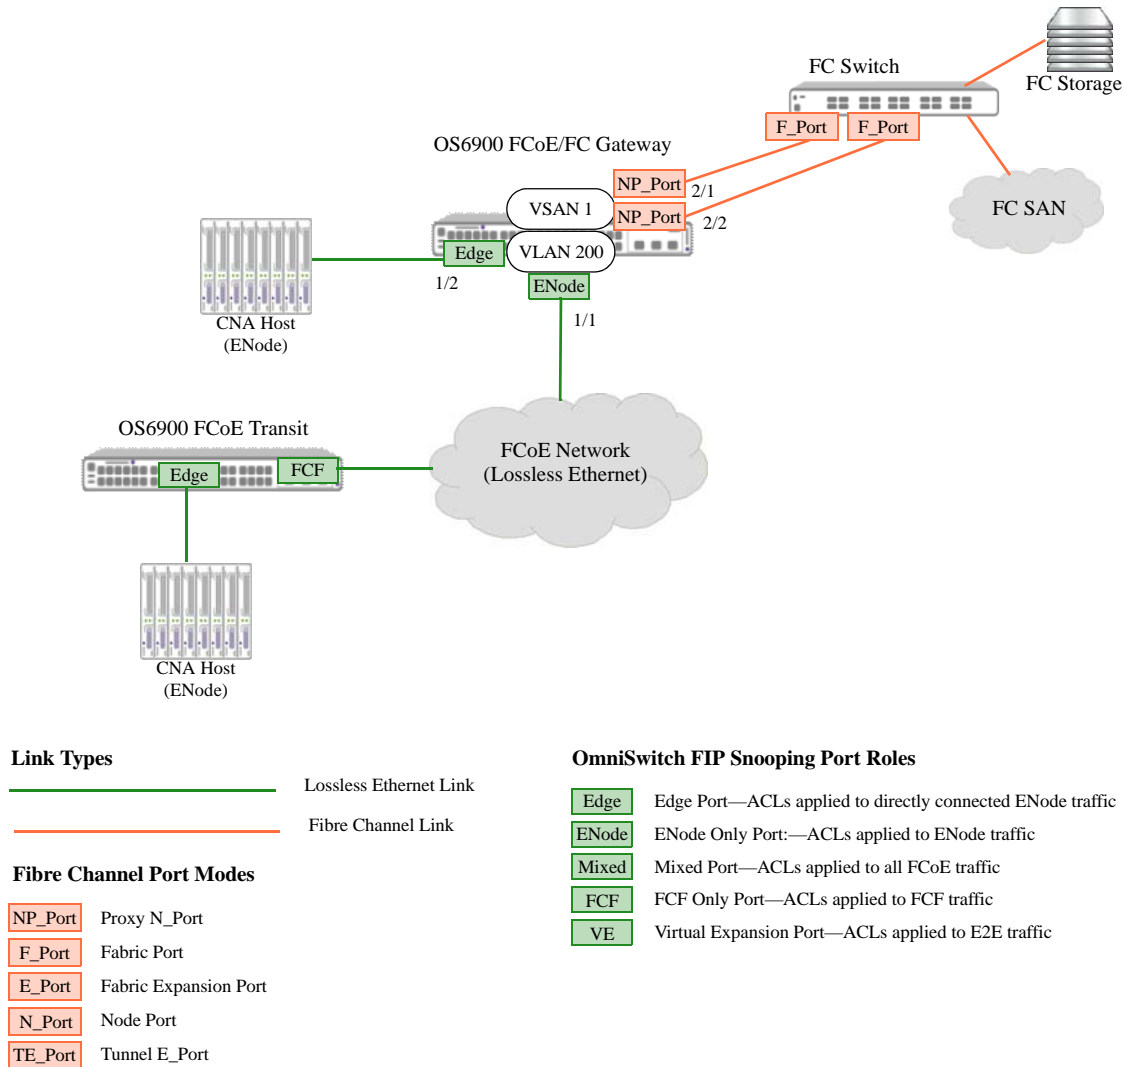 FC Switch
FC Storage
F_Port
F_Port
OS6900 FCoE/FC Gateway
NP_Port
2/1
VSAN 1
NP_Port
2/2
FC SAN
Edge
VLAN 200
1/2
ENode
1/1
CNA Host
(ENode)
OS6900 FCoE Transit
Edge
FCF
FCoE Network
(Lossless Ethernet)
CNA Host
(ENode)
Link Types
Lossless Ethernet Link
Fibre Channel Link
Fibre Channel Port Modes
NP_Port Proxy N_Port
F_Port Fabric Port
E_Port Fabric Expansion Port
N_Port Node Port
TE_Port Tunnel E_Port
OmniSwitch FIP Snooping Port Roles
Edge Edge Port—ACLs applied to directly connected ENode traffic
ENode ENode Only Port:—ACLs applied to ENode traffic
Mixed Mixed Port—ACLs applied to all FCoE traffic
FCF FCF Only Port—ACLs applied to FCF traffic
VE Virtual Expansion Port—ACLs applied to E2E traffic